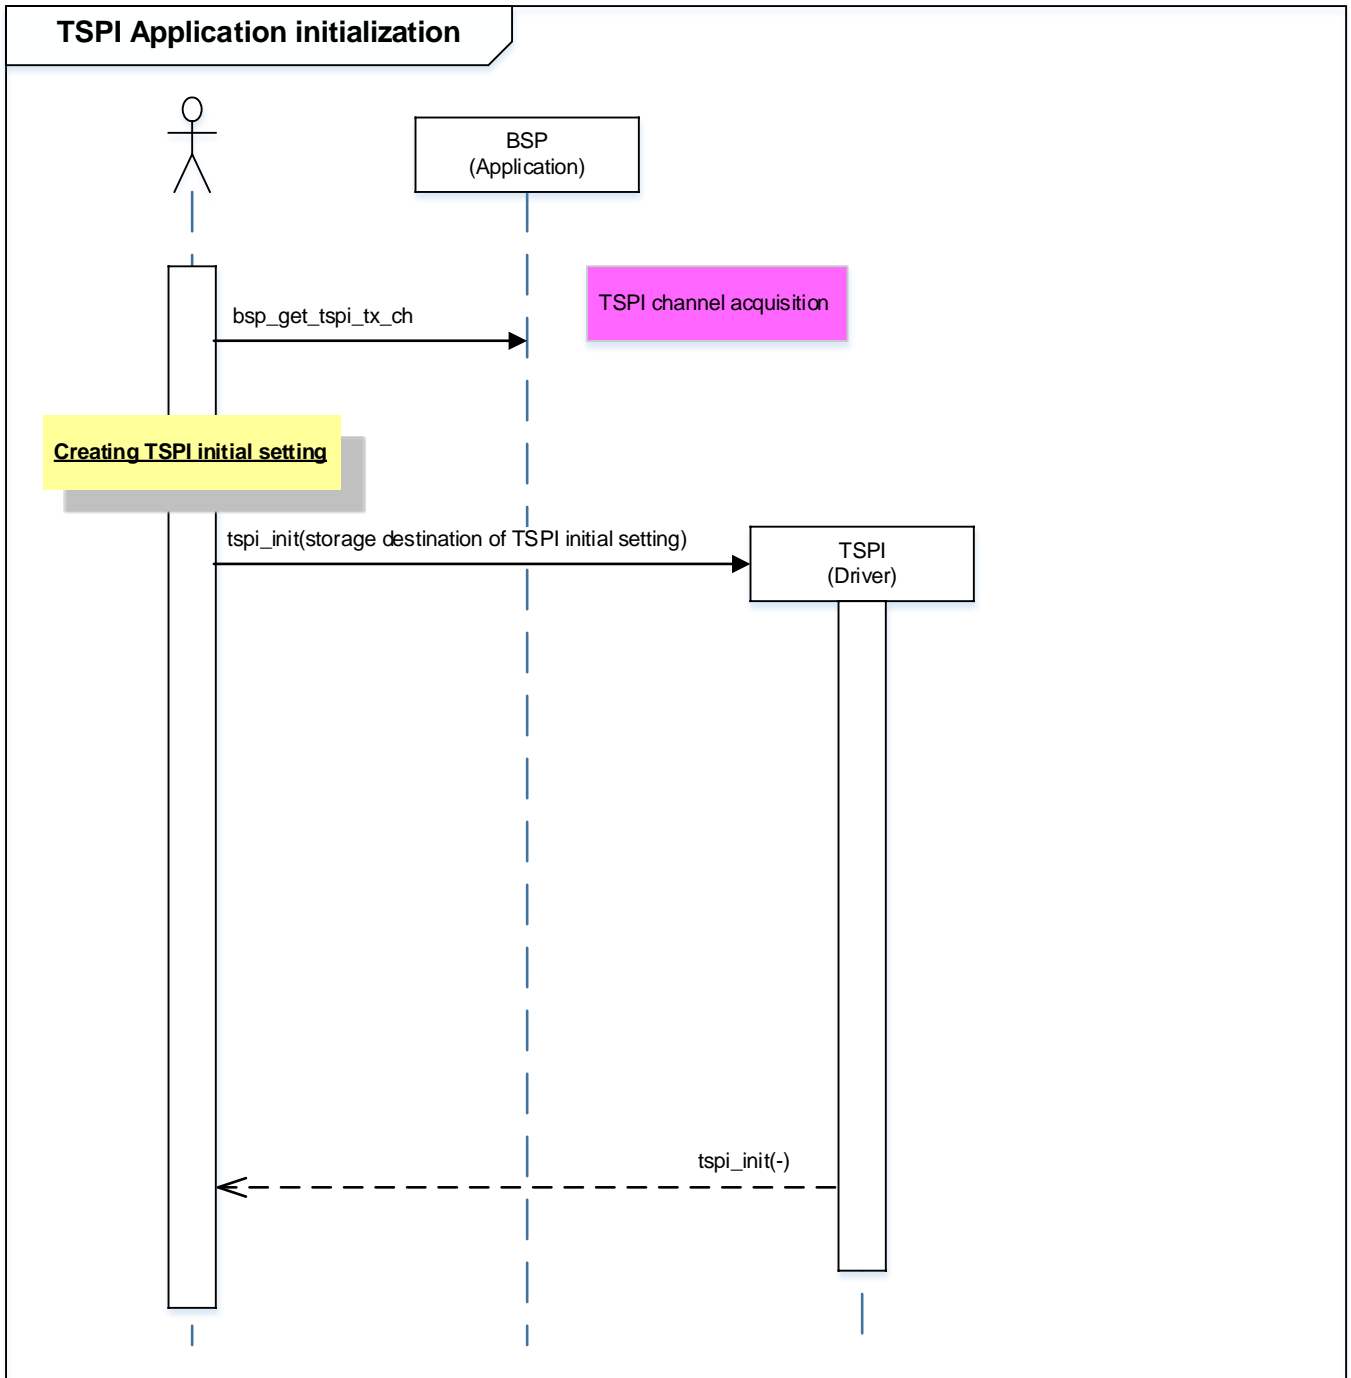 TSPI Application initialization
BSP
(Application)
TSPI channel acquisition
bsp_get_tspi_tx_ch
Creating TSPI initial setting
tspi_init(storage destination of TSPI initial setting)
TSPI
(Driver)
tspi_init(-)